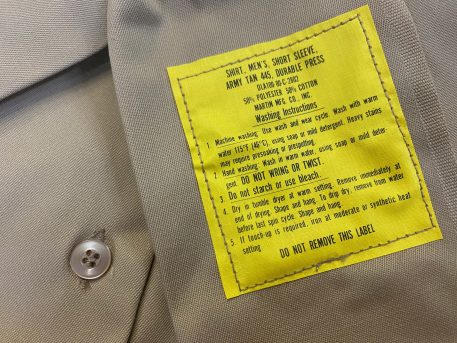 SHIRT, MEN'S, SHORT SLEEVE,
ARMY TAN 445, DURABLE PRESS
DLA100-80-C-2982
50% POLYESTER 50% COTTON
MARTIN MFG. CO., INC.
Washing Instructions
1. Machine washing: Use wash and wear cycle. Wash with warm
water 115°F (46°C), using soap or mild detergent. Heavy stains
may require presoaking or prespotting.
2. Hand washing: Wash in warm water, using soap or mild deter-
gent. DO NOT WRING OR TWIST.
3. Do not starch or use bleach.
4. Dry in tumble dryer at warm setting. Remove immediately at
end of drying. Shape and hang. To drip dry, remove from water
before last spin cycle. Shape and hang.
5. If touch-up is required, iron at moderate or synthetic heat
setting.
DO NOT REMOVE THIS LABEL